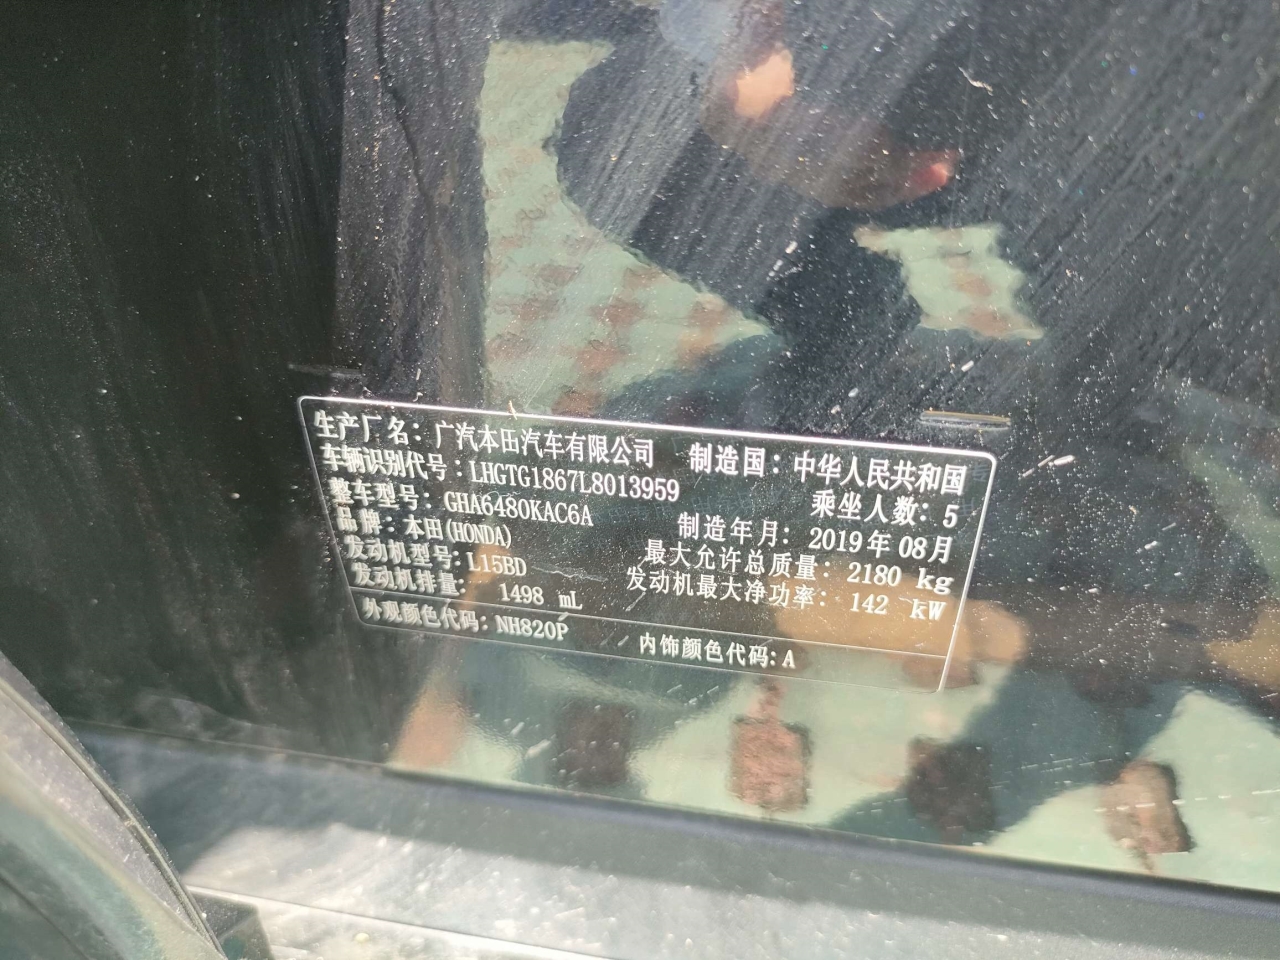 生产厂名：广汽本田汽车有限公司 制造国：中华人民共和国
车辆识别代号：LHGTG1867L8013959 乘坐人数：5
整车型号：GHA6480KAC6A 制造年月：2019年08月
品牌：本田(HONDA) 最大允许总质量：2180 kg
发动机型号：L15BD 发动机最大净功率：142 kW
发动机排量： 1498 mL
外观颜色代码：NH820P 内饰颜色代码：A